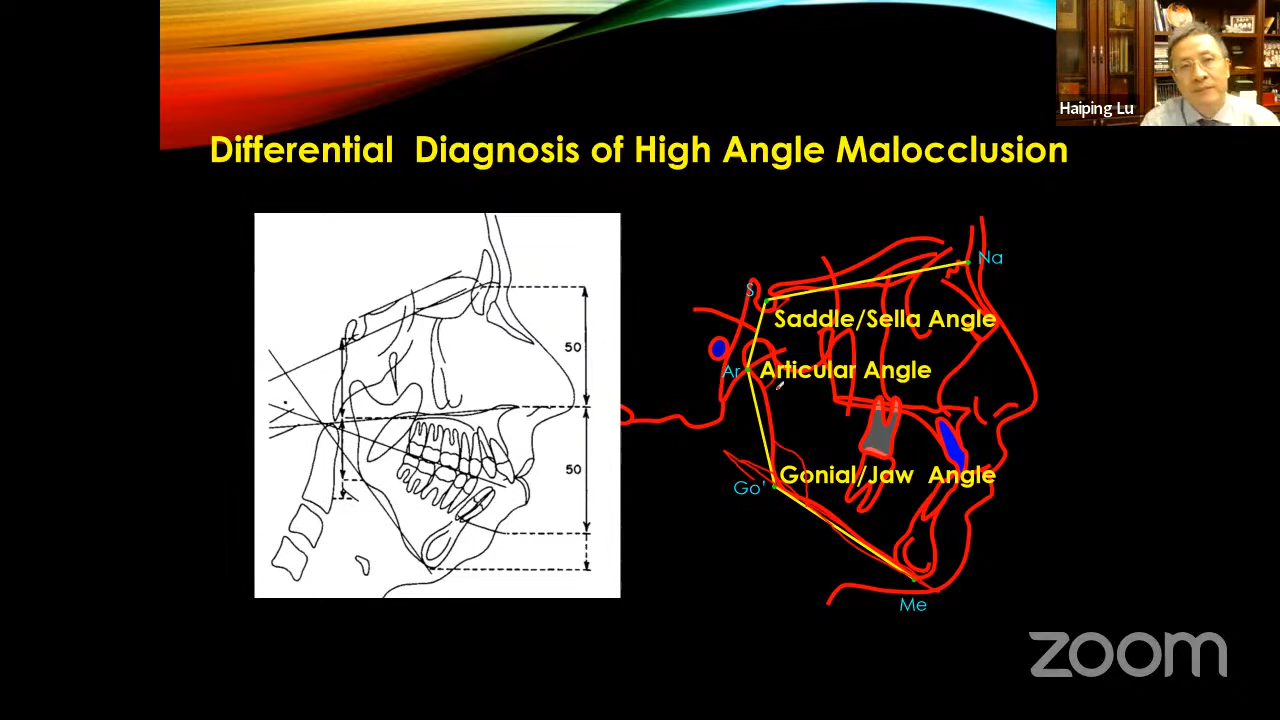 Haiping Lu
Differential Diagnosis of High Angle Malocclusion
Na
S
Saddle/Sella Angle
50
Ar
Articular Angle
50
Gonial/Jaw Angle
Go'
Me
zoom